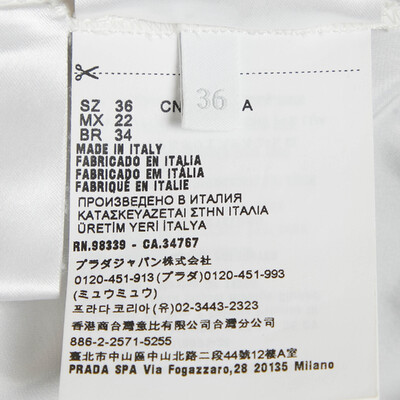 36
SZ 36 CN A
MX 22
BR 34
MADE IN ITALY
FABRICADO EN ITALIA
FABRICADO EM ITÁLIA
FABRIQUÉ EN ITALIE
ПРОИЗВЕДЕНО В ИТАЛИЯ
ΚΑΤΑΣΚΕΥΑΖΕΤΑΙ ΣΤΗΝ ΙΤΑΛΙΑ
ÜRETİM YERİ İTALYA
RN.98339 - CA.34767
プラダジャパン株式会社
0120-451-913 (プラダ) 0120-451-993
(ミュウミュウ)
프라다코리아(유) 02-3443-2323
香港商台灣意比有限公司台灣分公司
886-2-2571-5255
臺北市中山區中山北路二段44號12樓A室
PRADA SPA Via Fogazzaro,28 20135 Milano